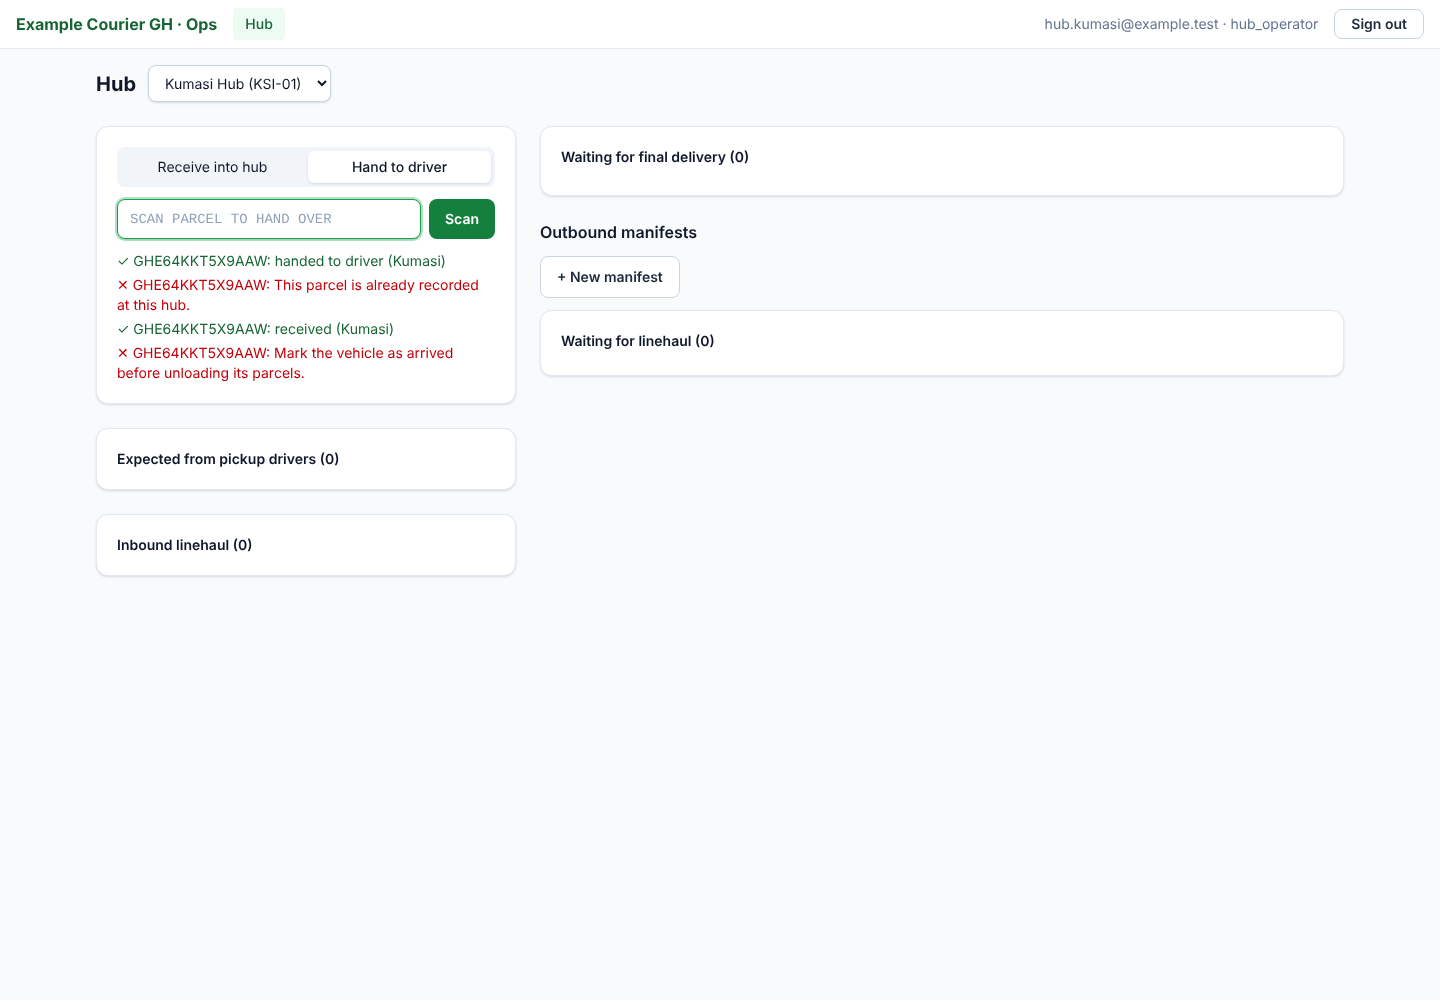 Example Courier GH · Ops
Hub
hub.kumasi@example.test · hub_operator
Sign out
Hub
Kumasi Hub (KSI-01)
Receive into hub
Hand to driver
SCAN PARCEL TO HAND OVER
Scan
✓ GHE64KKT5X9AAW: handed to driver (Kumasi)
✕ GHE64KKT5X9AAW: This parcel is already recorded
at this hub.
✓ GHE64KKT5X9AAW: received (Kumasi)
✕ GHE64KKT5X9AAW: Mark the vehicle as arrived
before unloading its parcels.
Expected from pickup drivers (0)
Inbound linehaul (0)
Waiting for final delivery (0)
Outbound manifests
+ New manifest
Waiting for linehaul (0)